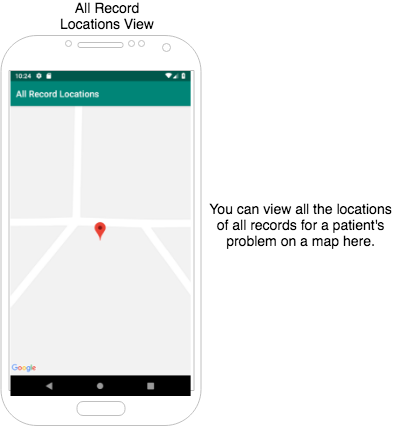 All Record
Locations View
10:24
All Record Locations
You can view all the locations
of all records for a patient's
problem on a map here.
Google